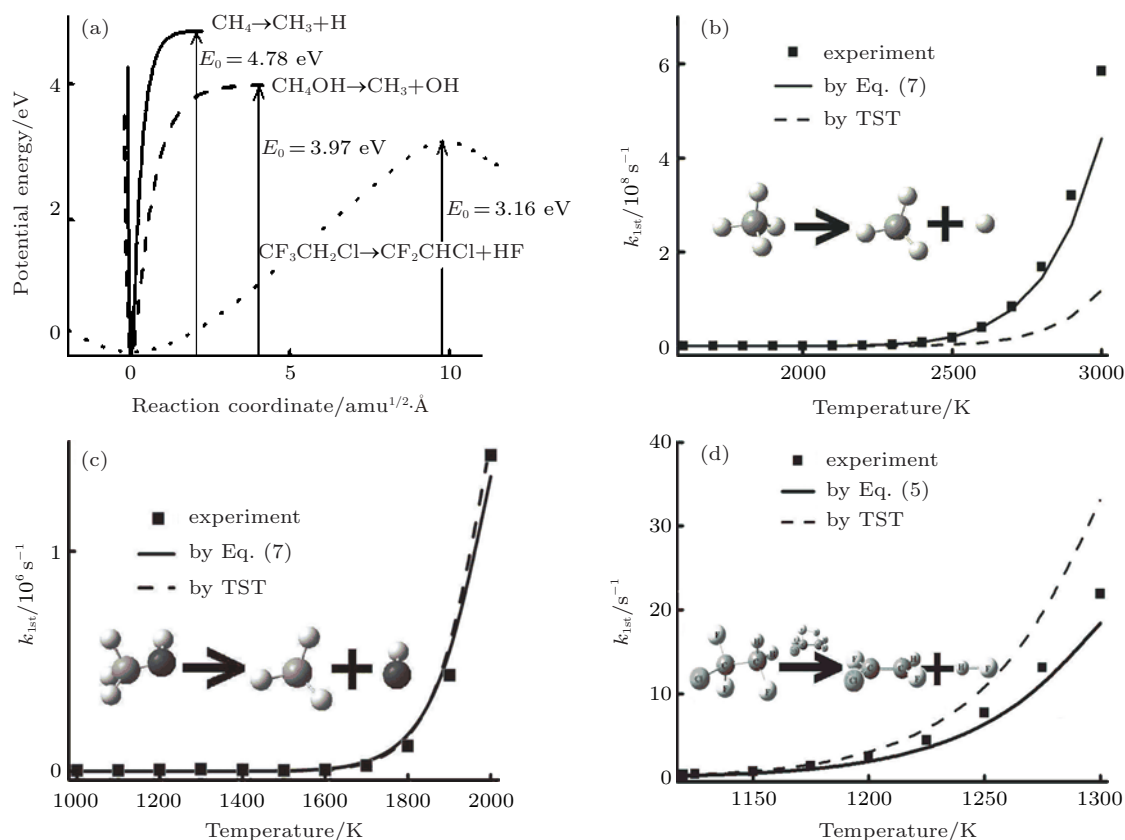 (a)
CH₄→CH₃+H
E₀ = 4.78 eV
CH₄OH→CH₃+OH
E₀ = 3.97 eV
E₀ = 3.16 eV
CF₃CH₂Cl→CF₂CHCl+HF
Potential energy/eV
4
2
0
0
5
10
Reaction coordinate/amu¹/²·Å
(b)
experiment
by Eq. (7)
by TST
k₁ₛₜ/10⁸ s⁻¹
6
4
2
0
2000
2500
3000
Temperature/K
(c)
experiment
by Eq. (7)
by TST
k₁ₛₜ/10⁶ s⁻¹
1
0
1000
1200
1400
1600
1800
2000
Temperature/K
(d)
experiment
by Eq. (5)
by TST
k₁ₛₜ/s⁻¹
40
30
20
10
0
1150
1200
1250
1300
Temperature/K